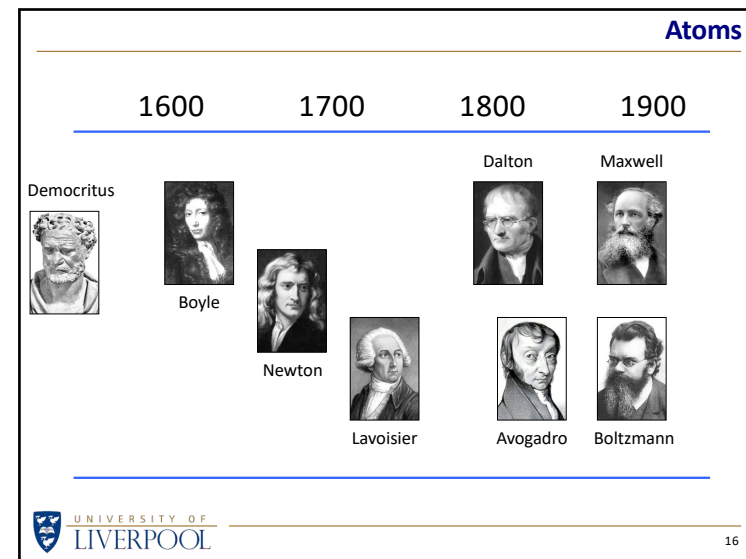 Atoms
1600 1700 1800 1900
Dalton Maxwell
Democritus
Boyle
Newton
Lavoisier Avogadro Boltzmann
UNIVERSITY OF
LIVERPOOL
16